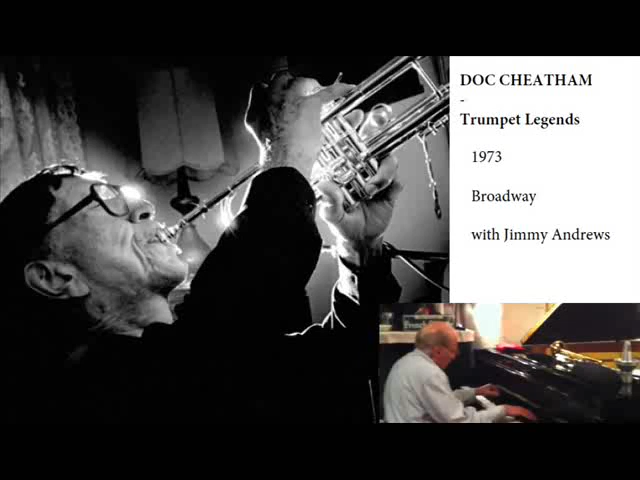 DOC CHEATHAM
-
Trumpet Legends
1973
Broadway
with Jimmy Andrews